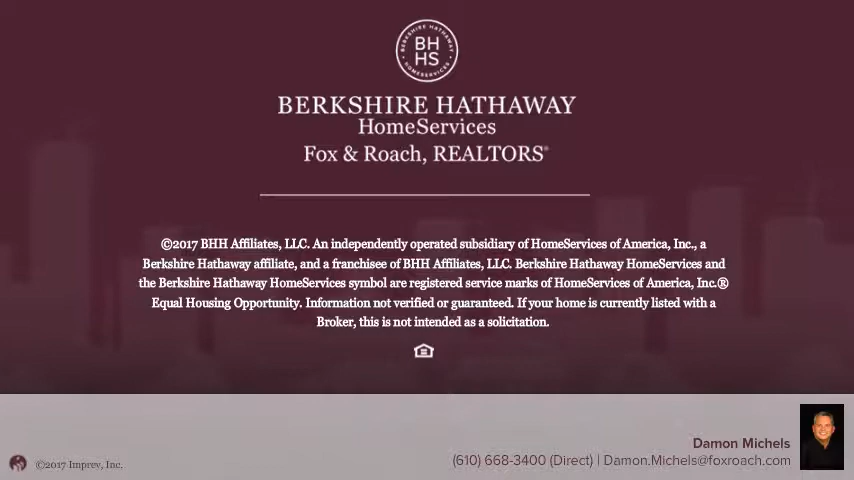 BERKSHIRE HATHAWAY
BH
HS
HOMESERVICES
BERKSHIRE HATHAWAY
HomeServices
Fox & Roach, REALTORS®
©2017 BHH Affiliates, LLC. An independently operated subsidiary of HomeServices of America, Inc., a
Berkshire Hathaway affiliate, and a franchisee of BHH Affiliates, LLC. Berkshire Hathaway HomeServices and
the Berkshire Hathaway HomeServices symbol are registered service marks of HomeServices of America, Inc.®
Equal Housing Opportunity. Information not verified or guaranteed. If your home is currently listed with a
Broker, this is not intended as a solicitation.
Damon Michels
(610) 668-3400 (Direct) | Damon.Michels@foxroach.com
©2017 Imprev, Inc.